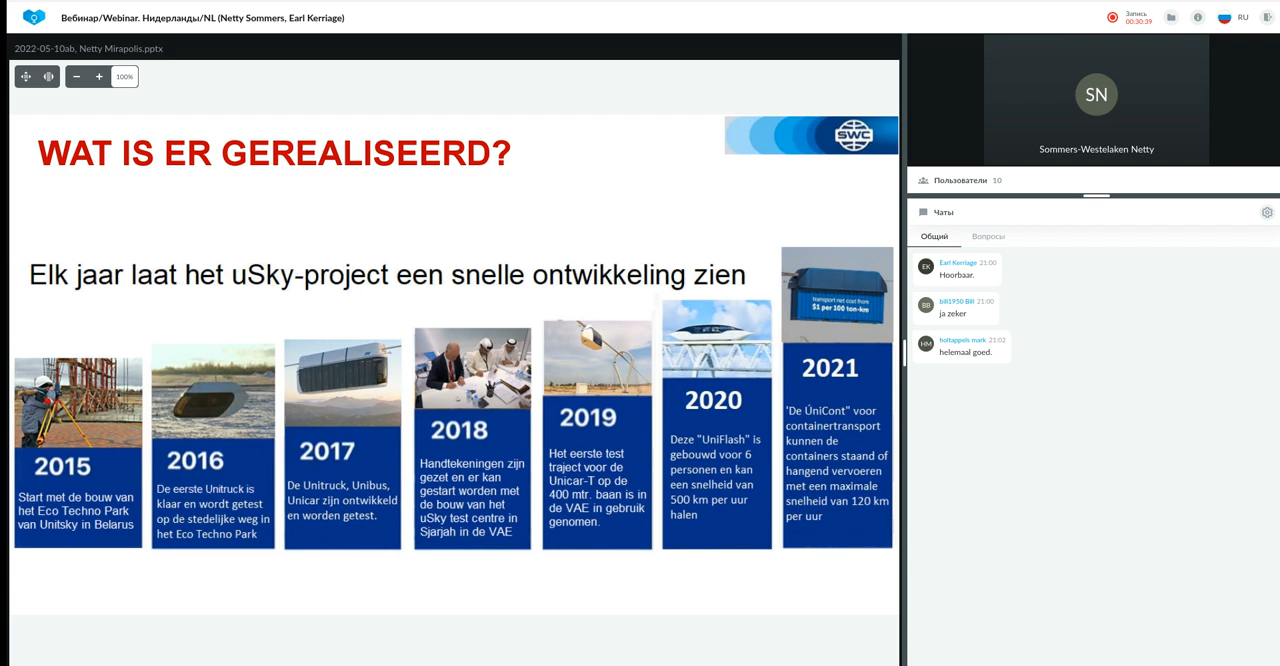 Вебинар/Webinar. Нидерланды/NL (Netty Sommers, Earl Kerriage)
Запись
00:30:39
RU
2022-05-10ab, Netty Mirapolis.pptx
100%
WAT IS ER GEREALISEERD?
SWC
Elk jaar laat het uSky-project een snelle ontwikkeling zien
2015
Start met de bouw van
het Eco Techno Park
van Unitsky in Belarus
2016
De eerste Unitruck is
klaar en wordt getest
op de stedelijke weg in
het Eco Techno Park
2017
De Unitruck, Unibus,
Unicar zijn ontwikkeld
en worden getest.
2018
Handtekeningen zijn
gezet en er kan
gestart worden met
de bouw van het
uSky test centre in
Sjarjah in de VAE
2019
Het eerste test
traject voor de
Unicar-T op de
400 mtr. baan is in
de VAE in gebruik
genomen.
2020
Deze "UniFlash" is
gebouwd voor 6
personen en kan
een snelheid van
500 km per uur
halen
transport net cost from
$1 per 100 ton-km
2021
'De ÚniCont" voor
containertransport
kunnen de
containers staand of
hangend vervoeren
met een maximale
snelheid van 120 km
per uur
SN
Sommers-Westelaken Netty
Пользователи 10
Чаты
Общий Вопросы
EK
Earl Kerriage 21:00
Hoorbaar.
BB
bill1950 Bill 21:00
ja zeker
HM
holtappels mark 21:02
helemaal goed.